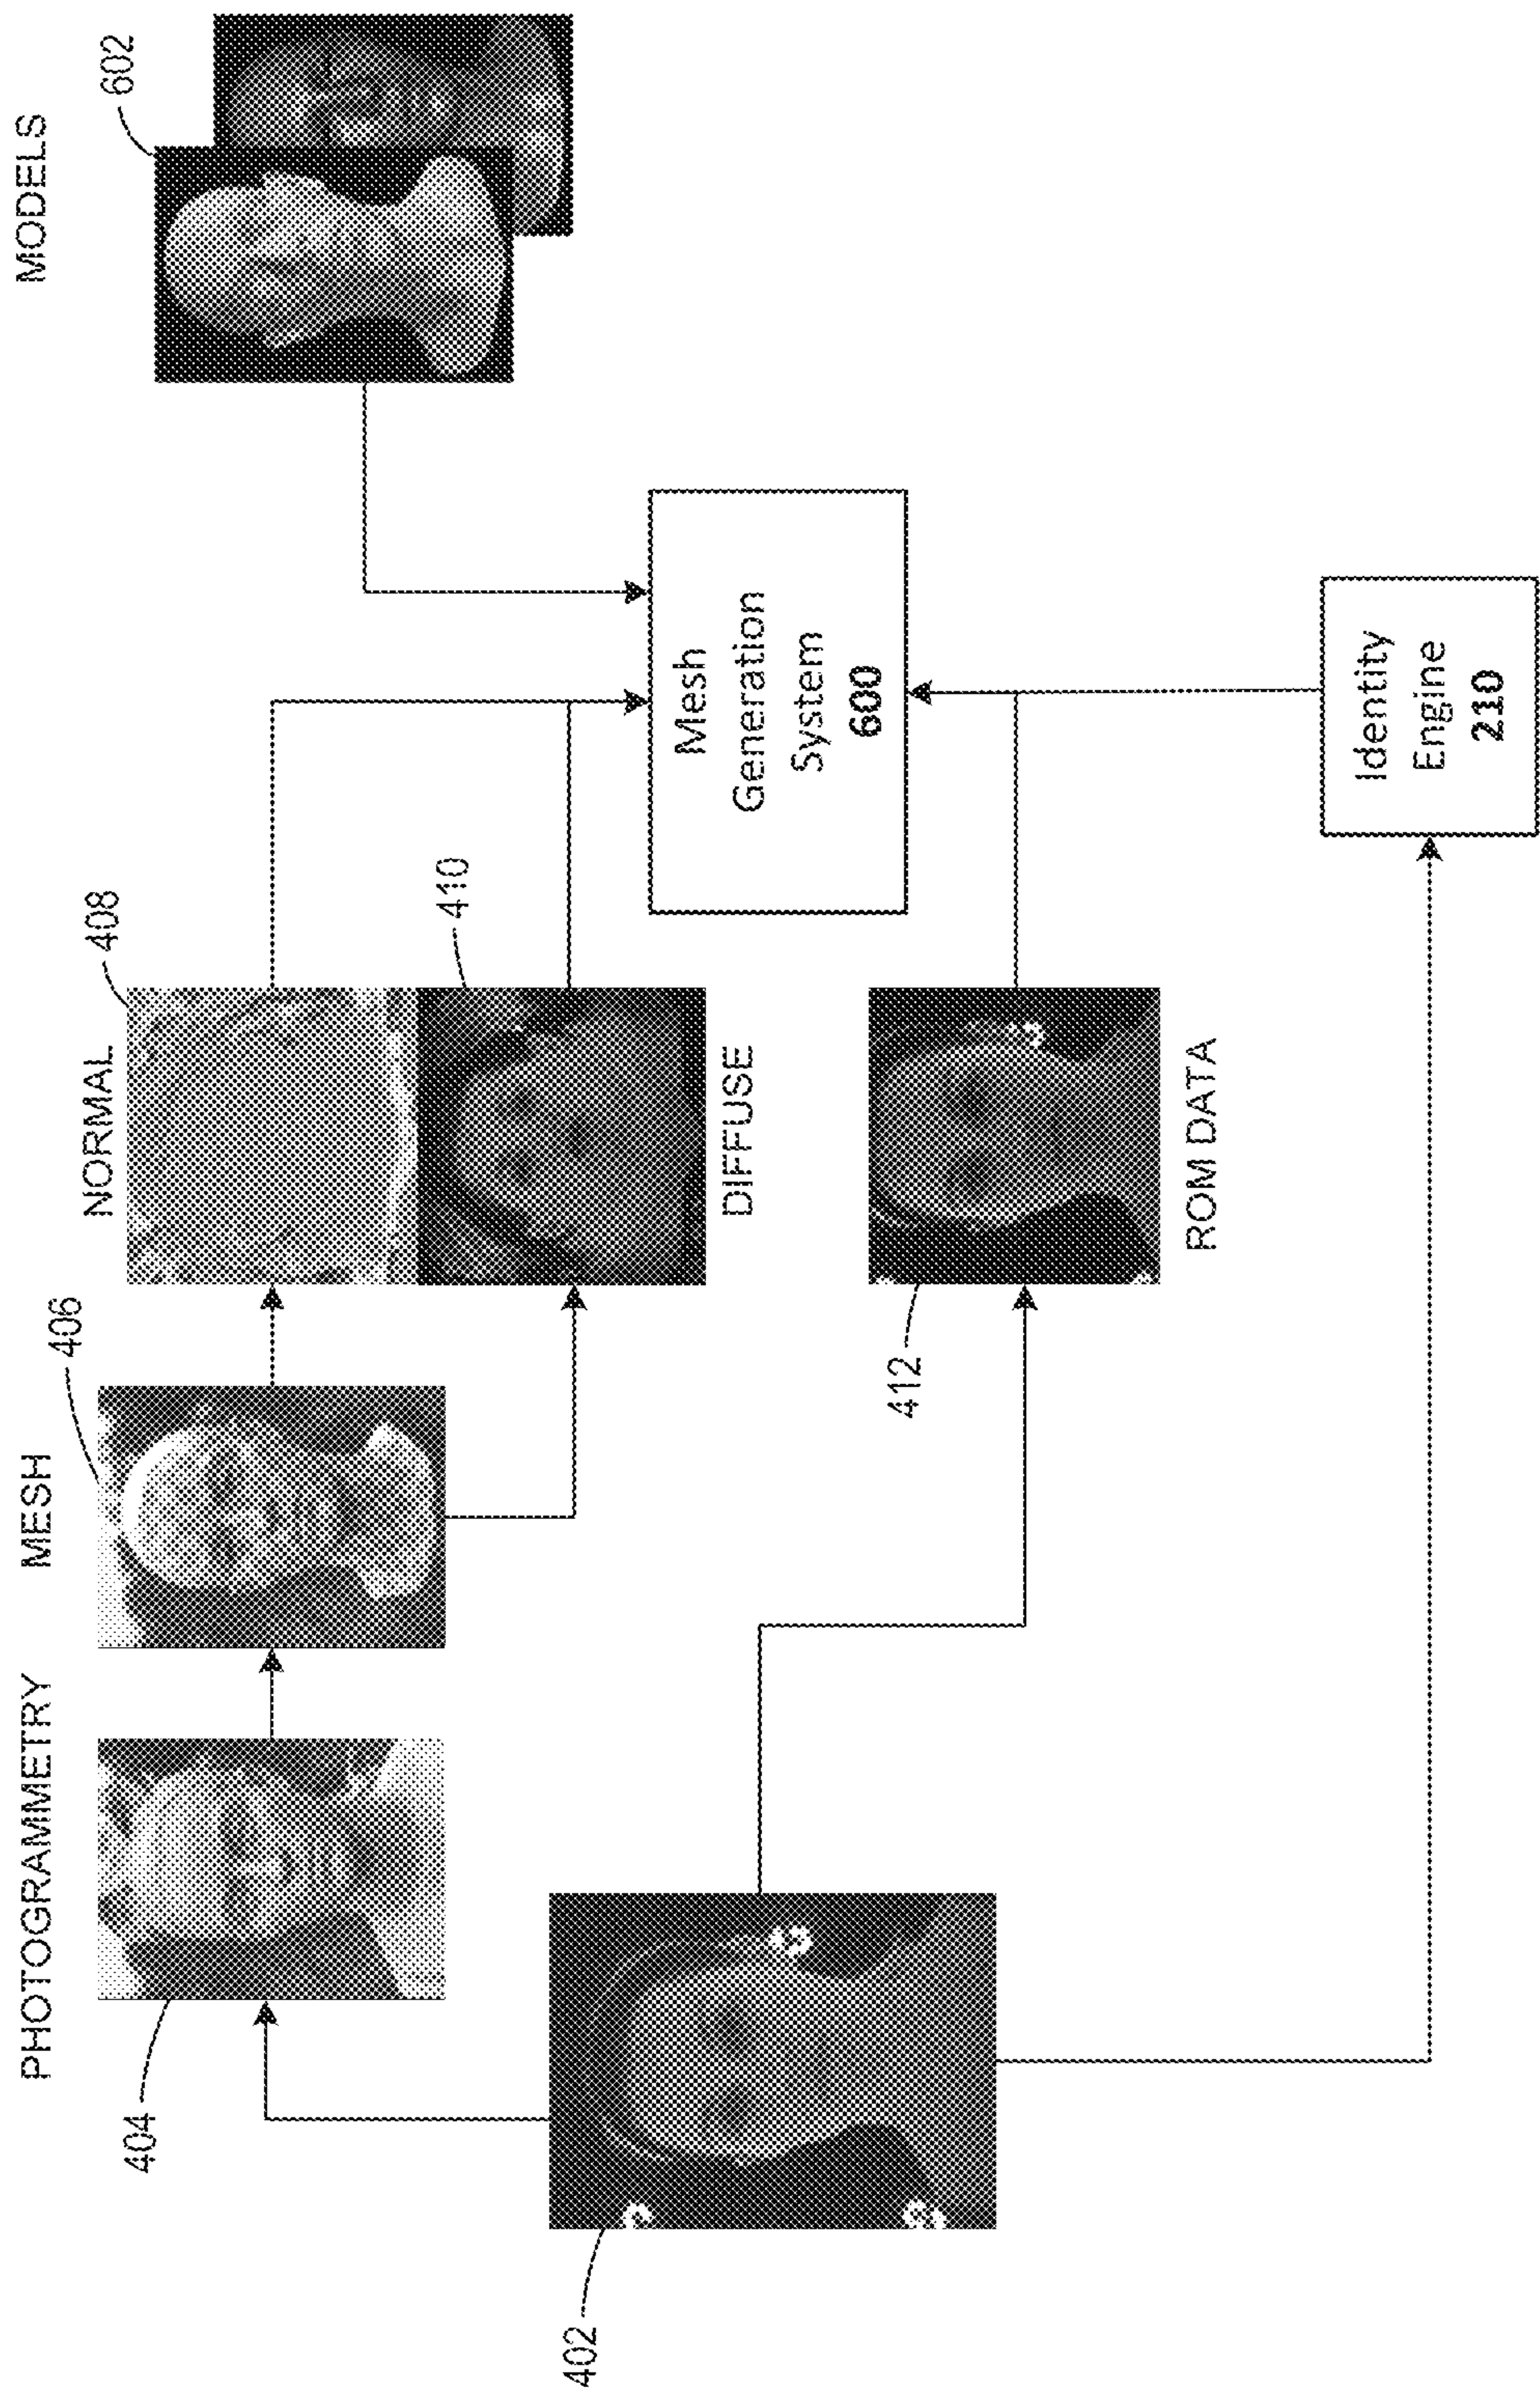 PHOTOGRAMMETRY
MESH
MODELS
404
406
NORMAL
408
602
410
DIFFUSE
Mesh
Generation
System
600
402
412
ROM DATA
Identity
Engine
210